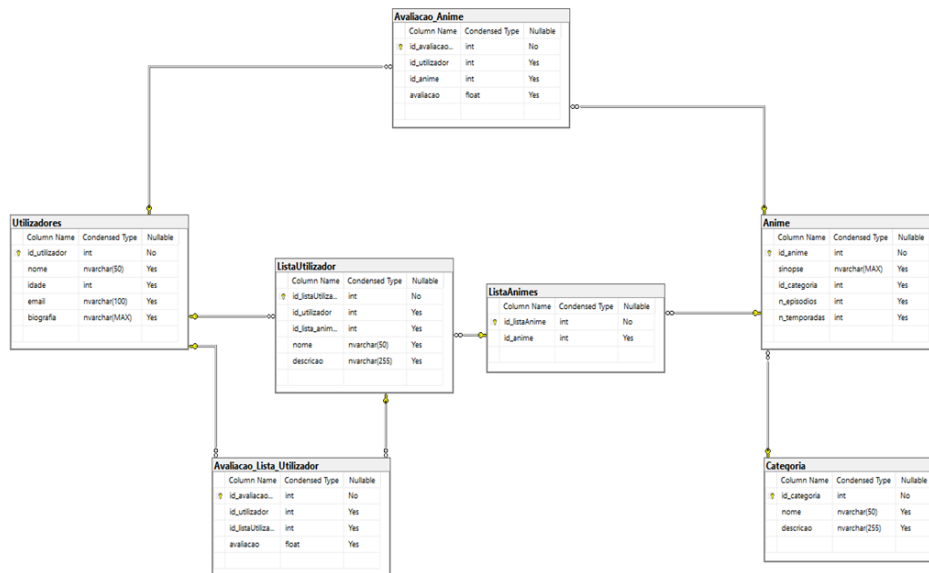 Avaliacao_Anime
Column Name Condensed Type Nullable
id_avaliacao... int No
id_utilizador int Yes
id_anime int Yes
avaliacao float Yes
Utilizadores
Column Name Condensed Type Nullable
id_utilizador int No
nome nvarchar(50) Yes
idade int Yes
email nvarchar(100) Yes
biografia nvarchar(MAX) Yes
Anime
Column Name Condensed Type Nullable
id_anime int No
sinopse nvarchar(MAX) Yes
id_categoria int Yes
n_episodios int Yes
n_temporadas int Yes
ListaUtilizador
Column Name Condensed Type Nullable
id_listaUtiliza... int No
id_utilizador int Yes
id_lista_anim... int Yes
nome nvarchar(50) Yes
descricao nvarchar(255) Yes
ListaAnimes
Column Name Condensed Type Nullable
id_listaAnime int No
id_anime int Yes
Avaliacao_Lista_Utilizador
Column Name Condensed Type Nullable
id_avaliacao... int No
id_utilizador int Yes
id_listaUtiliza... int Yes
avaliacao float Yes
Categoria
Column Name Condensed Type Nullable
id_categoria int No
nome nvarchar(50) Yes
descricao nvarchar(255) Yes